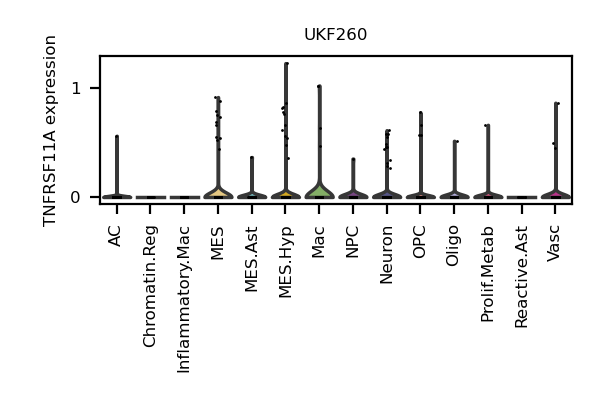 UKF260
TNFRSF11A expression
1
0
AC
Chromatin.Reg
Inflammatory.Mac
MES
MES.Ast
MES.Hyp
Mac
NPC
Neuron
OPC
Oligo
Prolif.Metab
Reactive.Ast
Vasc